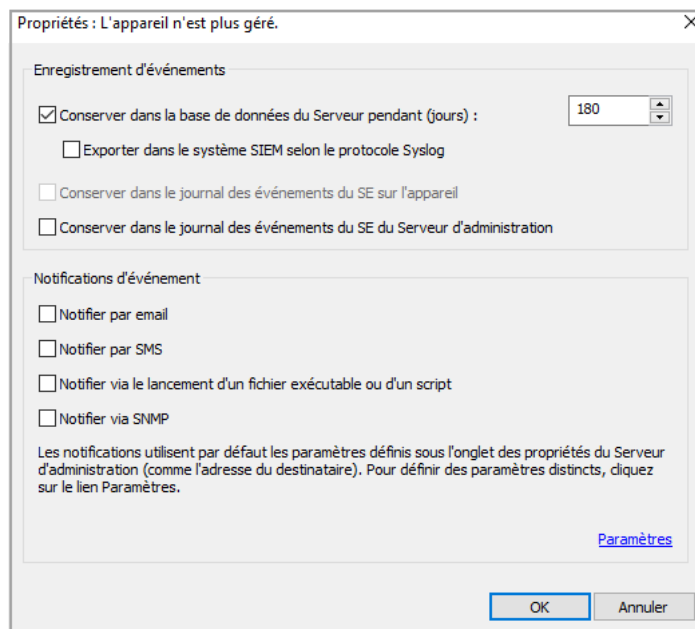 Propriétés : L'appareil n'est plus géré.
Enregistrement d'événements
Conserver dans la base de données du Serveur pendant (jours) :
180
Exporter dans le système SIEM selon le protocole Syslog
Conserver dans le journal des événements du SE sur l'appareil
Conserver dans le journal des événements du SE du Serveur d'administration
Notifications d'événement
Notifier par email
Notifier par SMS
Notifier via le lancement d'un fichier exécutable ou d'un script
Notifier via SNMP
Les notifications utilisent par défaut les paramètres définis sous l'onglet des propriétés du Serveur
d'administration (comme l'adresse du destinataire). Pour définir des paramètres distincts, cliquez
sur le lien Paramètres.
Paramètres
OK
Annuler